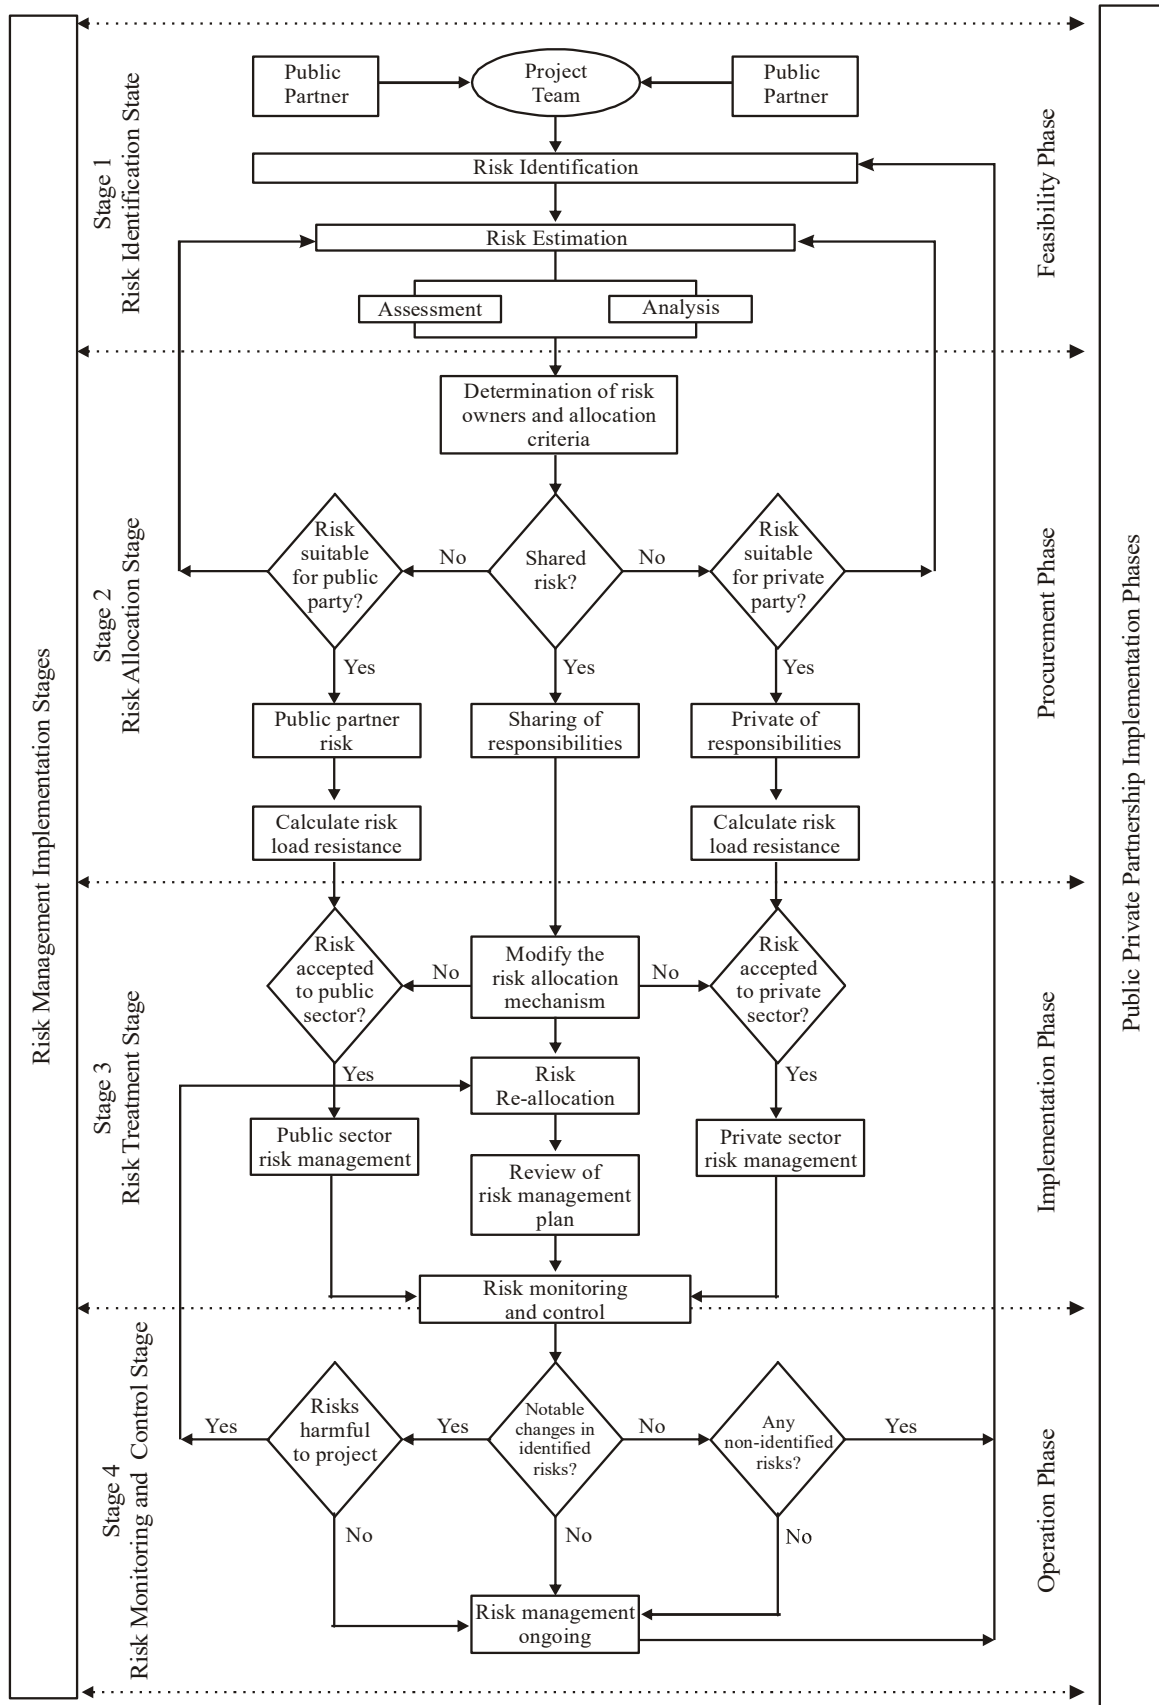 Risk Management Implementation Stages
Public Private Partnership Implementation Phases
Stage 1
Risk Identification State
Feasibility Phase
Public
Partner
Project
Team
Public
Partner
Risk Identification
Risk Estimation
Assessment
Analysis
Stage 2
Risk Allocation Stage
Procurement Phase
Determination of risk
owners and allocation
criteria
Risk
suitable
for public
party?
No
Shared
risk?
No
Risk
suitable
for private
party?
Yes
Yes
Yes
Public partner
risk
Sharing of
responsibilities
Private of
responsibilities
Calculate risk
load resistance
Calculate risk
load resistance
Stage 3
Risk Treatment Stage
Implementation Phase
Risk
accepted
to public
sector?
No
Modify the
risk allocation
mechanism
No
Risk
accepted
to private
sector?
Yes
Risk
Re-allocation
Yes
Public sector
risk management
Review of
risk management
plan
Private sector
risk management
Risk monitoring
and control
Stage 4
Risk Monitoring and Control Stage
Operation Phase
Yes
Risks
harmful
to project
Yes
Notable
changes in
identified
risks?
No
Any
non-identified
risks?
Yes
No
No
No
Risk management
ongoing